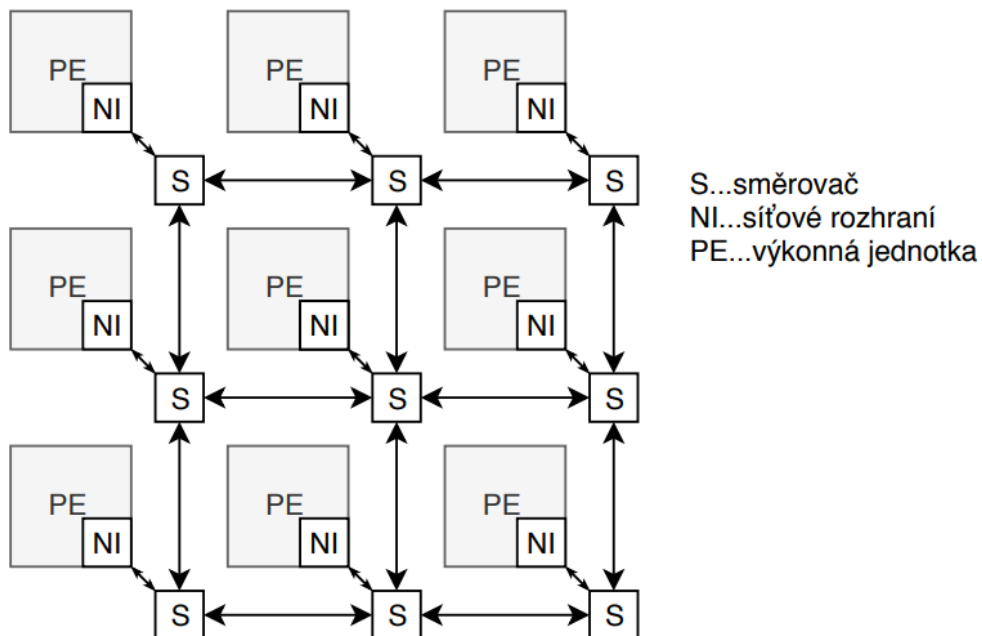 PE PE PE
NI NI NI
S S S
S...směrovač
NI...síťové rozhraní
PE...výkonná jednotka
PE PE PE
NI NI NI
S S S
PE PE PE
NI NI NI
S S S